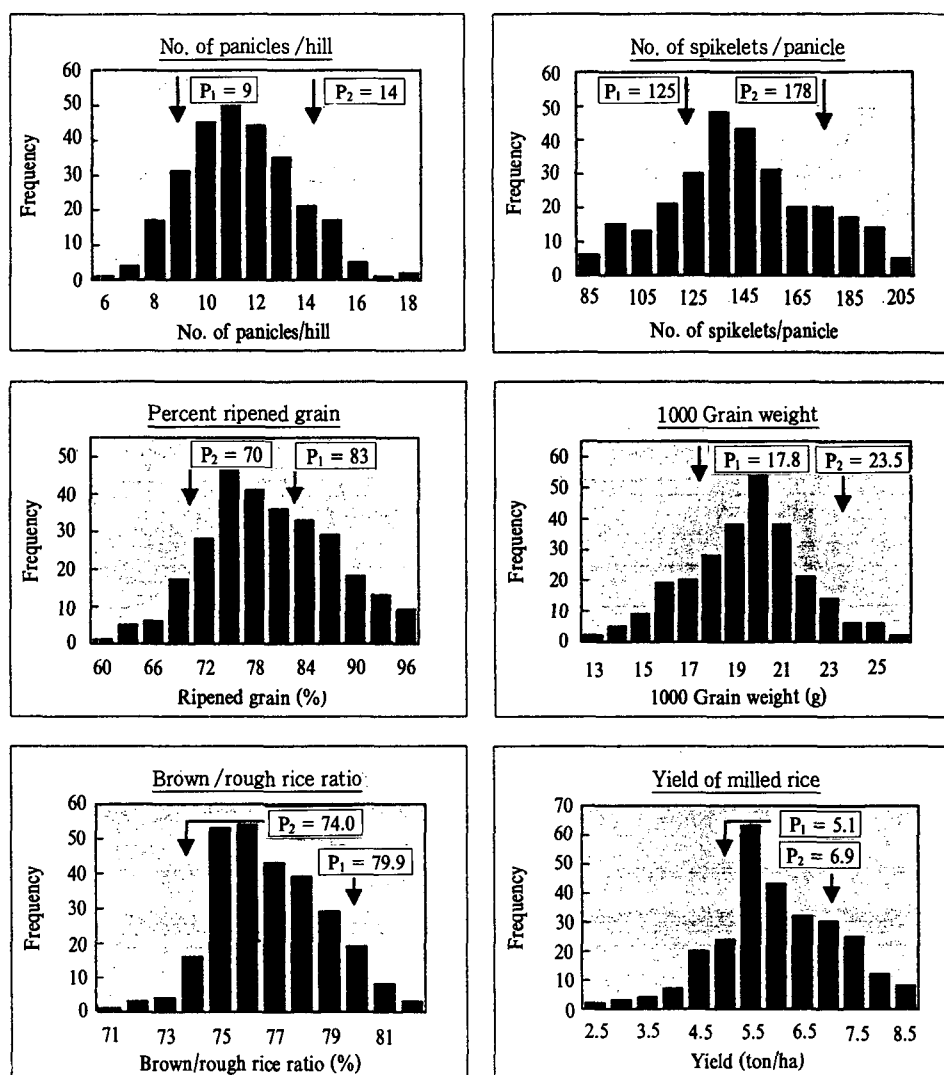 No. of panicles/hill
60
50
40
30
20
10
0
Frequency
P₁ = 9
P₂ = 14
6 8 10 12 14 16 18
No. of panicles/hill
No. of spikelets/panicle
60
50
40
30
20
10
0
Frequency
P₁ = 125
P₂ = 178
85 105 125 145 165 185 205
No. of spikelets/panicle
Percent ripened grain
50
40
30
20
10
0
Frequency
P₂ = 70
P₁ = 83
60 66 72 78 84 90 96
Ripened grain (%)
1000 Grain weight
60
50
40
30
20
10
0
Frequency
P₁ = 17.8
P₂ = 23.5
13 15 17 19 21 23 25
1000 Grain weight (g)
Brown/rough rice ratio
60
50
40
30
20
10
0
Frequency
P₂ = 74.0
P₁ = 79.9
71 73 75 77 79 81
Brown/rough rice ratio (%)
Yield of milled rice
70
60
50
40
30
20
10
0
Frequency
P₁ = 5.1
P₂ = 6.9
2.5 3.5 4.5 5.5 6.5 7.5 8.5
Yield (ton/ha)